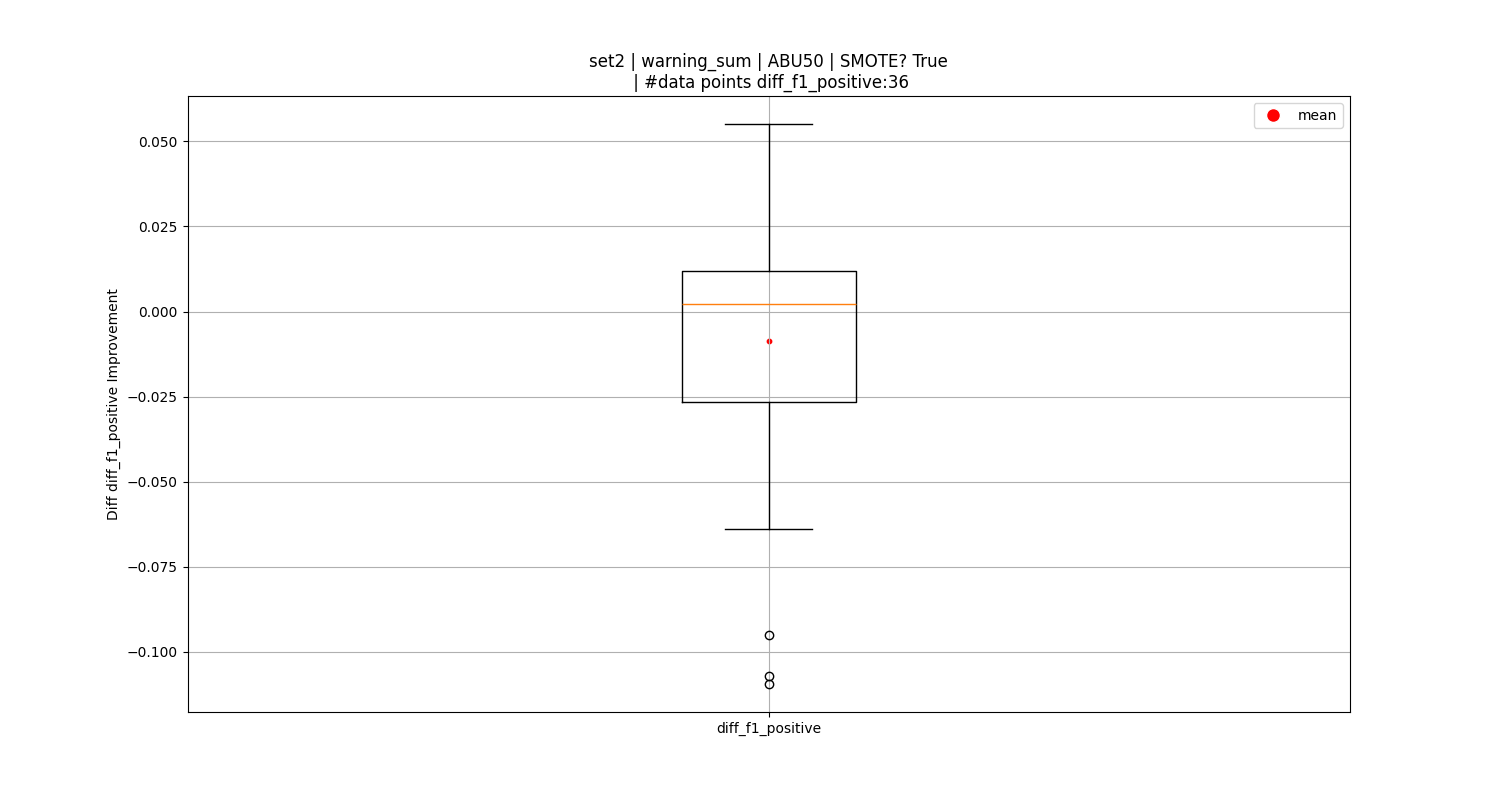 set2 | warning_sum | ABU50 | SMOTE? True
| #data points diff_f1_positive:36
mean
0.050
0.025
0.000
−0.025
−0.050
−0.075
−0.100
Diff diff_f1_positive Improvement
diff_f1_positive